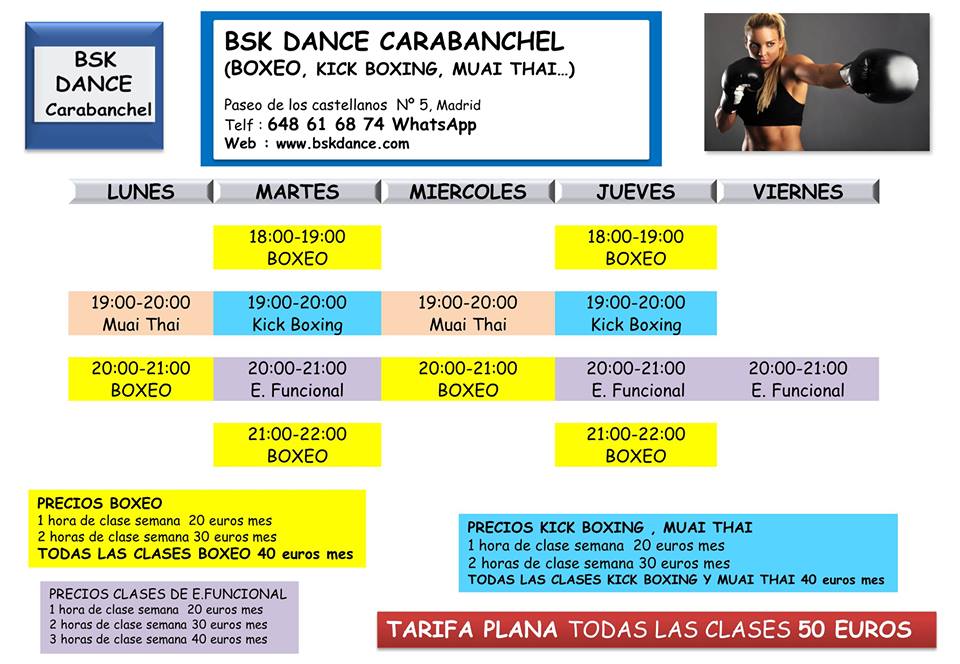 BSK
DANCE
Carabanchel
BSK DANCE CARABANCHEL
(BOXEO, KICK BOXING, MUAI THAI…)
Paseo de los castellanos Nº 5, Madrid
Telf : 648 61 68 74 WhatsApp
Web : www.bskdance.com
LUNES MARTES MIERCOLES JUEVES VIERNES
18:00-19:00 18:00-19:00
BOXEO BOXEO
19:00-20:00 19:00-20:00 19:00-20:00 19:00-20:00
Muai Thai Kick Boxing Muai Thai Kick Boxing
20:00-21:00 20:00-21:00 20:00-21:00 20:00-21:00 20:00-21:00
BOXEO E. Funcional BOXEO E. Funcional E. Funcional
21:00-22:00 21:00-22:00
BOXEO BOXEO
PRECIOS BOXEO
1 hora de clase semana 20 euros mes
2 horas de clase semana 30 euros mes
TODAS LAS CLASES BOXEO 40 euros mes
PRECIOS KICK BOXING , MUAI THAI
1 hora de clase semana 20 euros mes
2 horas de clase semana 30 euros mes
TODAS LAS CLASES KICK BOXING Y MUAI THAI 40 euros mes
PRECIOS CLASES DE E.FUNCIONAL
1 hora de clase semana 20 euros mes
2 horas de clase semana 30 euros mes
3 horas de clase semana 40 euros mes
TARIFA PLANA TODAS LAS CLASES 50 EUROS